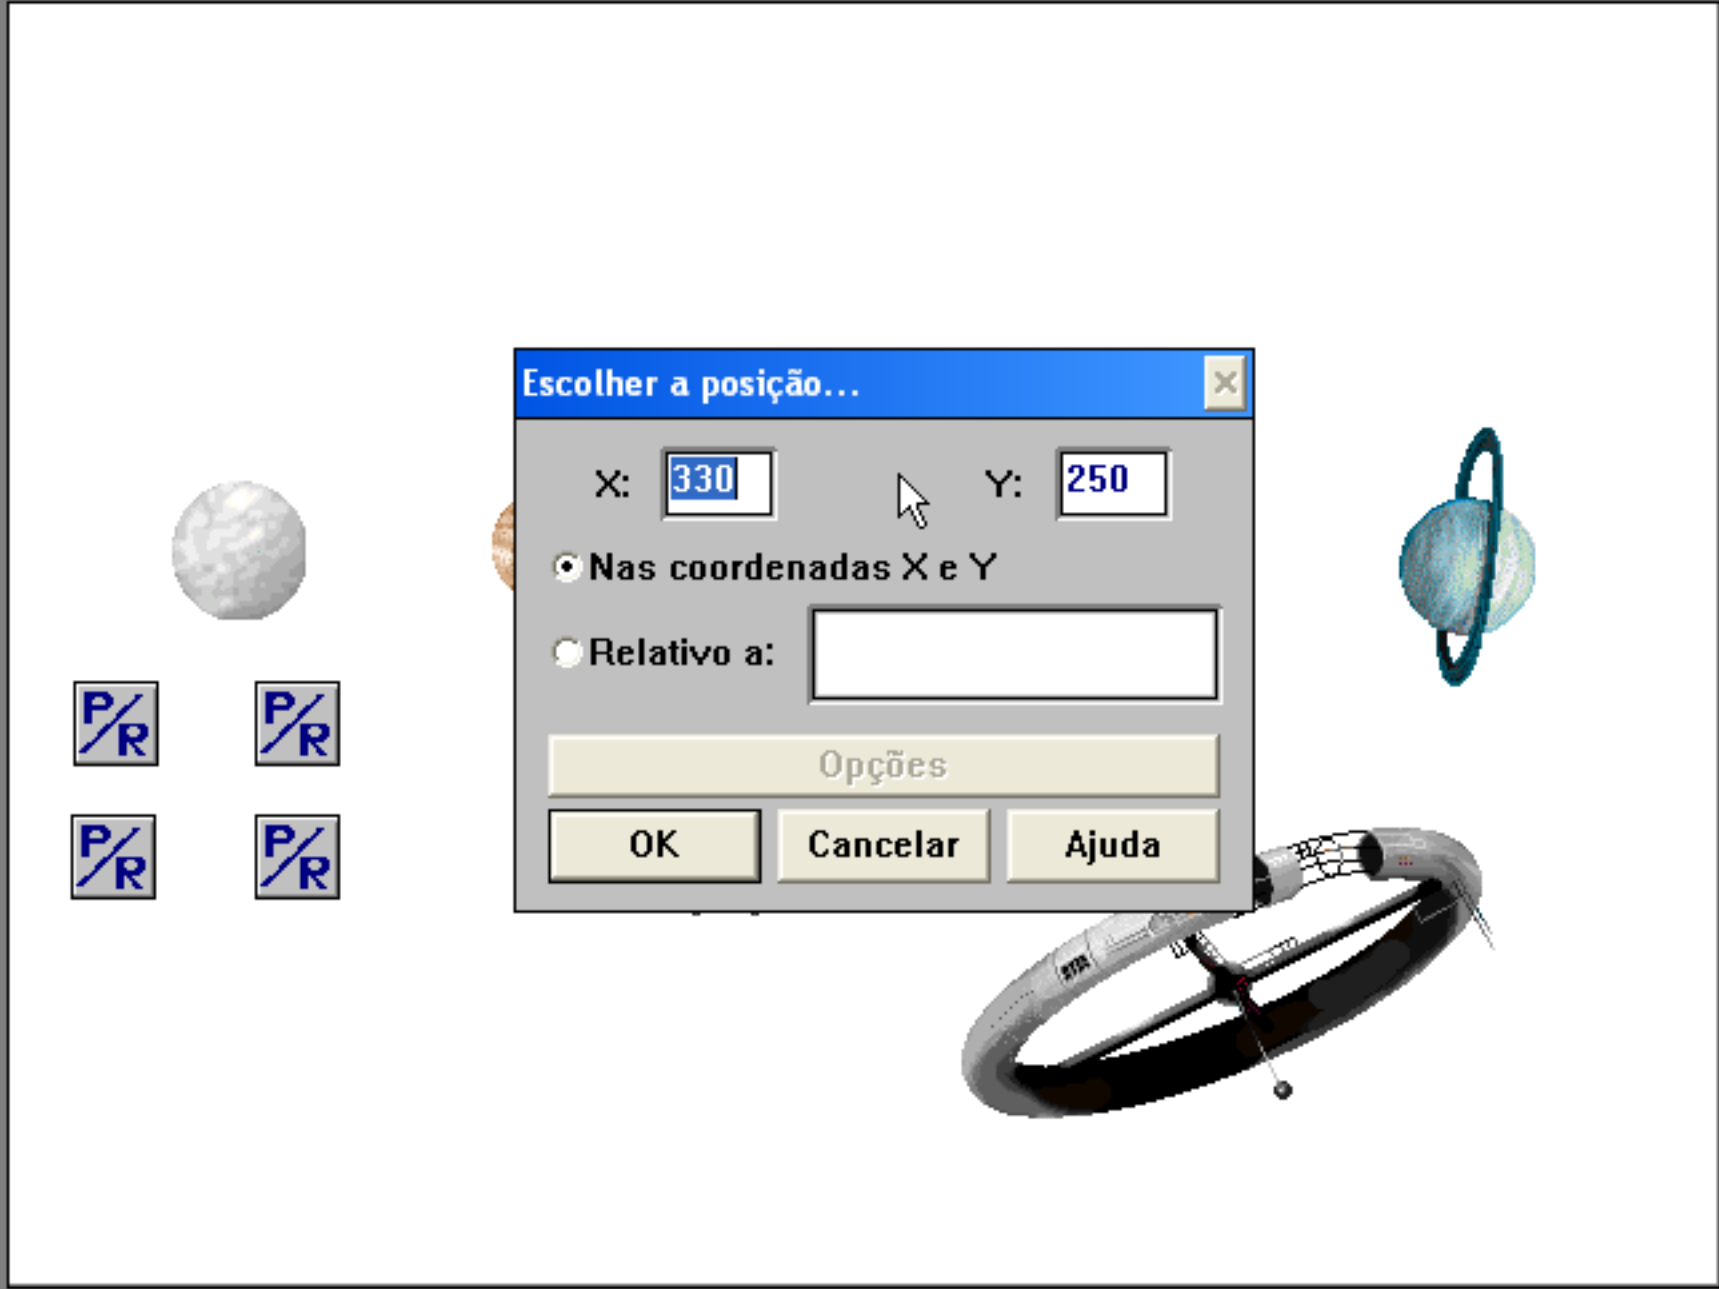 Escolher a posição...
X: 330 Y: 250
Nas coordenadas X e Y
Relativo a:
P/R P/R
Opções
P/R P/R
OK Cancelar Ajuda